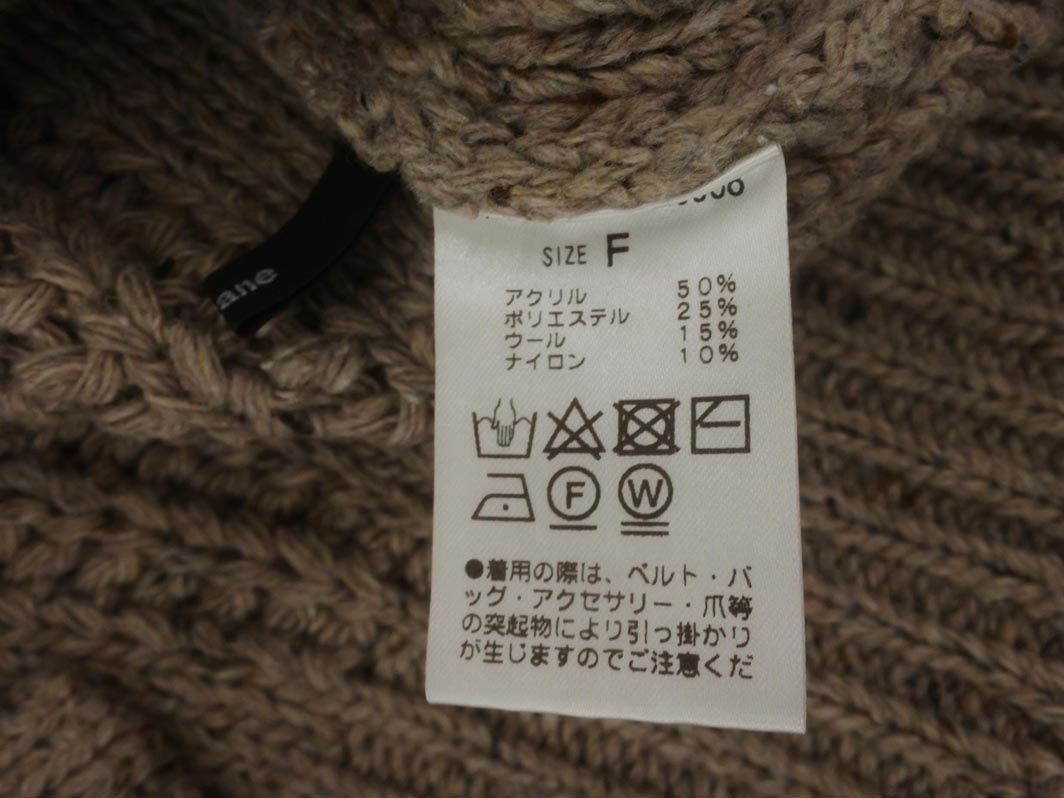 SIZE F
アクリル 50%
ポリエステル 25%
ウール 15%
ナイロン 10%
F W
●着用の際は、ベルト・バ
ッグ・アクセサリー・爪等
の突起物により引っ掛かり
が生じますのでご注意くだ
ane